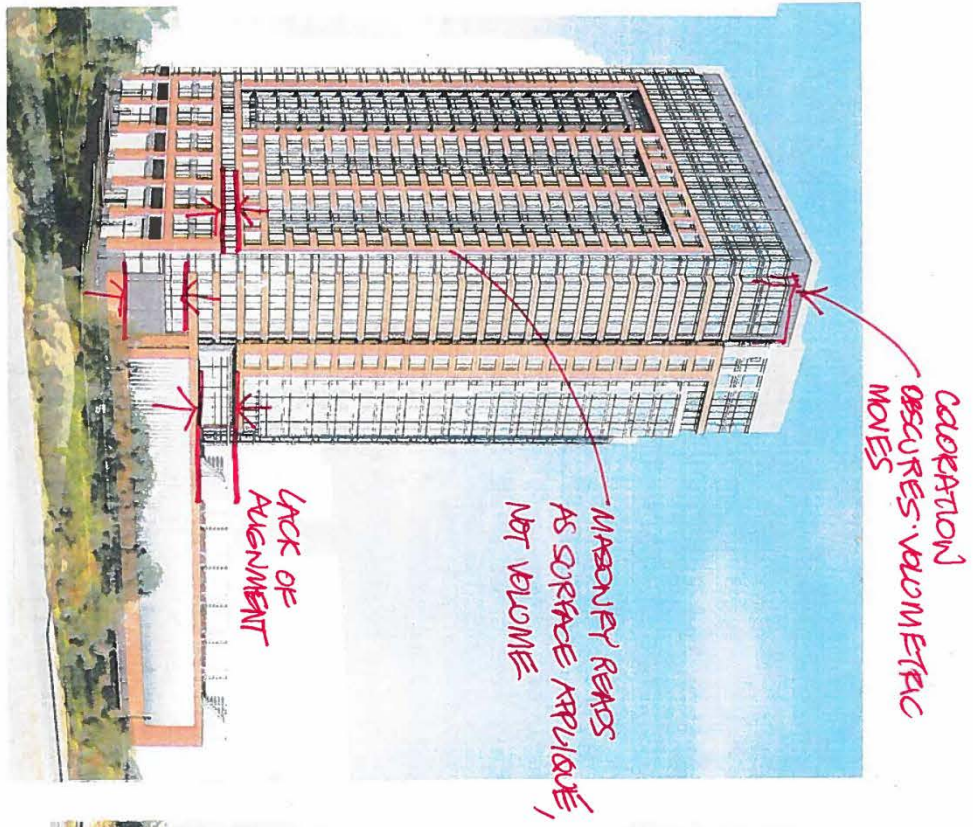 COLORATION
OBSCURES VOLUMETRIC
MOVES
MASONRY READS
AS SURFACE APPLIQUÉ,
NOT VOLUME
LACK OF
ALIGNMENT